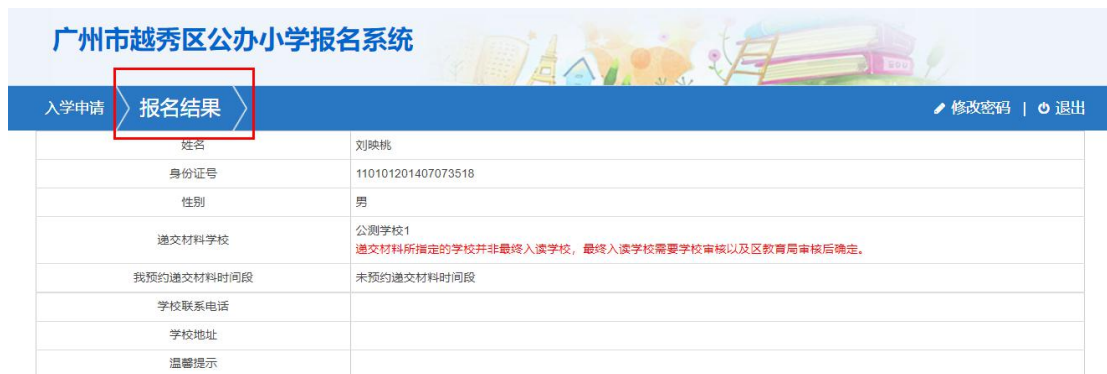 广州市越秀区公办小学报名系统
入学申请 报名结果 修改密码 | 退出
姓名 刘映桃
身份证号 110101201407073518
性别 男
递交材料学校 公测学校1
递交材料所指定的学校并非最终入读学校，最终入读学校需要学校审核以及区教育局审核后确定。
我预约递交材料时间段 未预约递交材料时间段
学校联系电话
学校地址
温馨提示